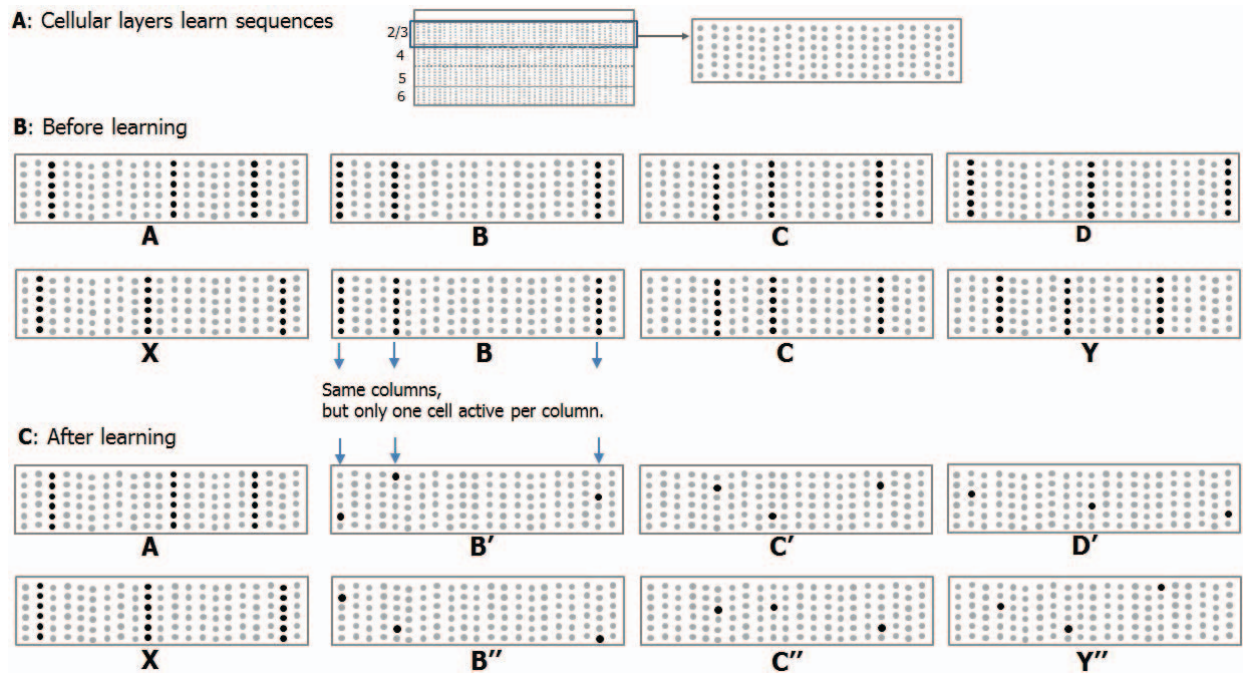 A: Cellular layers learn sequences
2/3
4
5
6
B: Before learning
A
B
C
D
X
B
C
Y
Same columns,
but only one cell active per column.
C: After learning
A
B′
C′
D′
X
B′′
C′′
Y′′